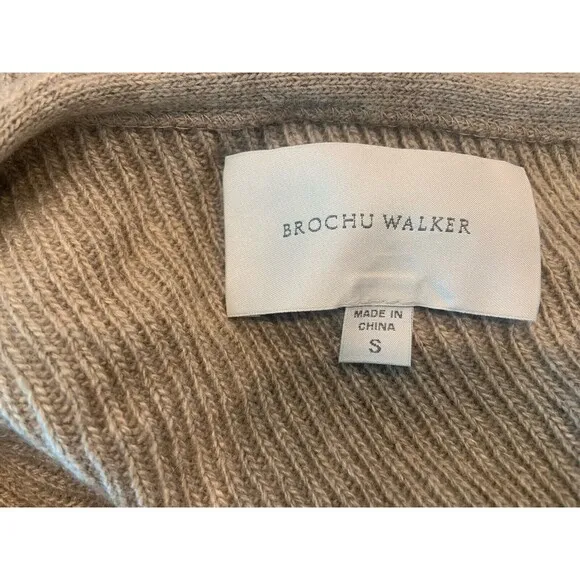 BROCHU WALKER
MADE IN
CHINA
S